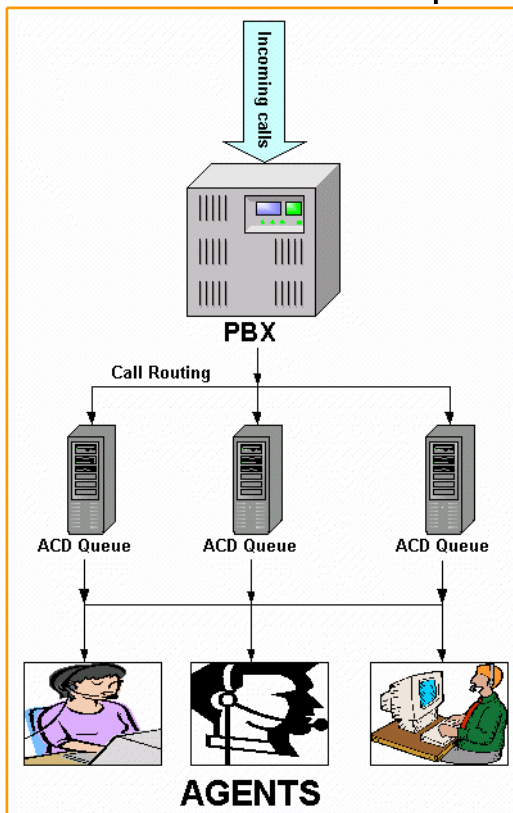 Incoming calls
PBX
Call Routing
ACD Queue
ACD Queue
ACD Queue
AGENTS